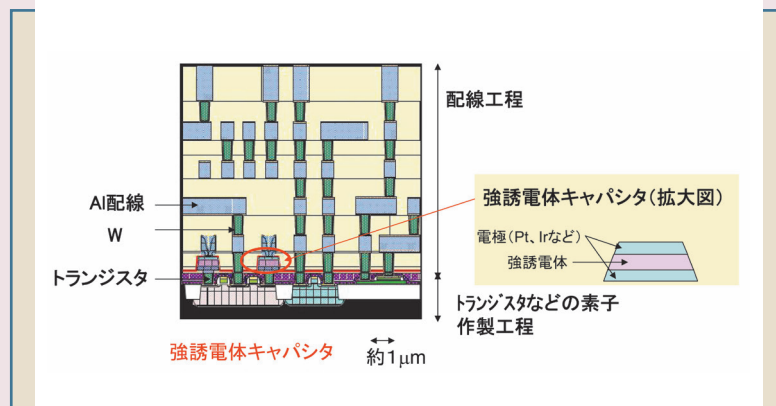 配線工程
Al配線
W
トランジスタ
強誘電体キャパシタ(拡大図)
電極(Pt、Irなど)
強誘電体
トランジスタなどの素子
作製工程
強誘電体キャパシタ
約1μm